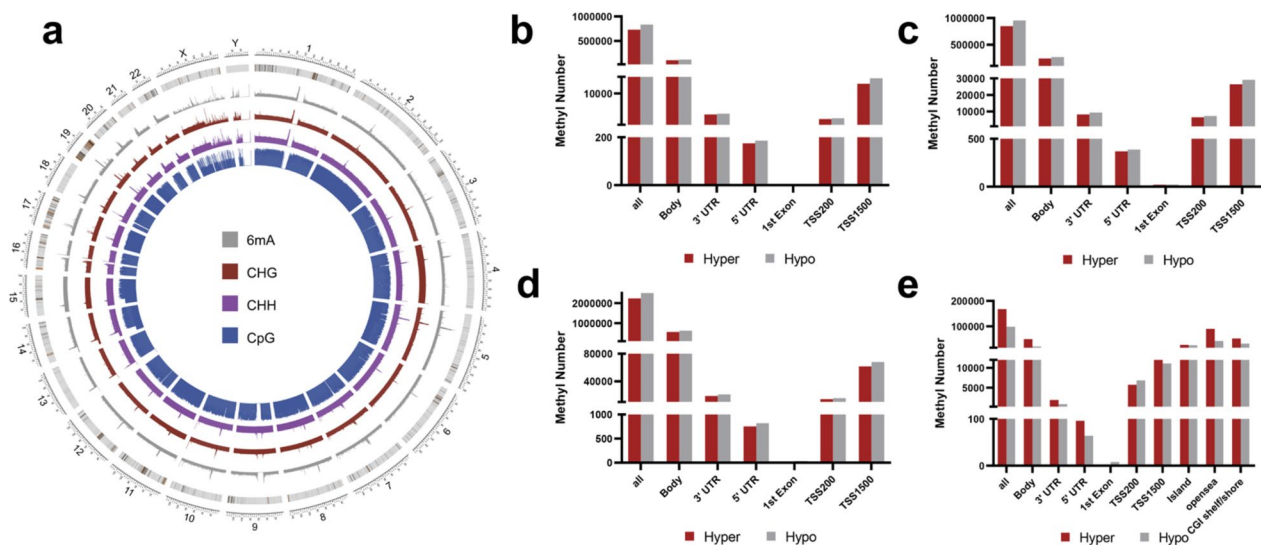 a
Y
1
2
3
4
5
6
7
8
9
10
11
12
13
14
15
16
17
18
19
20
21
22
X
6mA
CHG
CHH
CpG
b
Methyl Number
1000000
500000
10000
200
0
all
Body
3' UTR
5' UTR
1st Exon
TSS200
TSS1500
Hyper
Hypo
c
Methyl Number
1000000
500000
30000
20000
10000
500
0
all
Body
3' UTR
5' UTR
1st Exon
TSS200
TSS1500
Hyper
Hypo
d
Methyl Number
2000000
1000000
80000
40000
1000
500
0
all
Body
3' UTR
5' UTR
1st Exon
TSS200
TSS1500
Hyper
Hypo
e
Methyl Number
200000
100000
10000
5000
100
0
all
Body
3' UTR
5' UTR
1st Exon
TSS200
TSS1500
Island
opensea
CGI shelf/shore
Hyper
Hypo